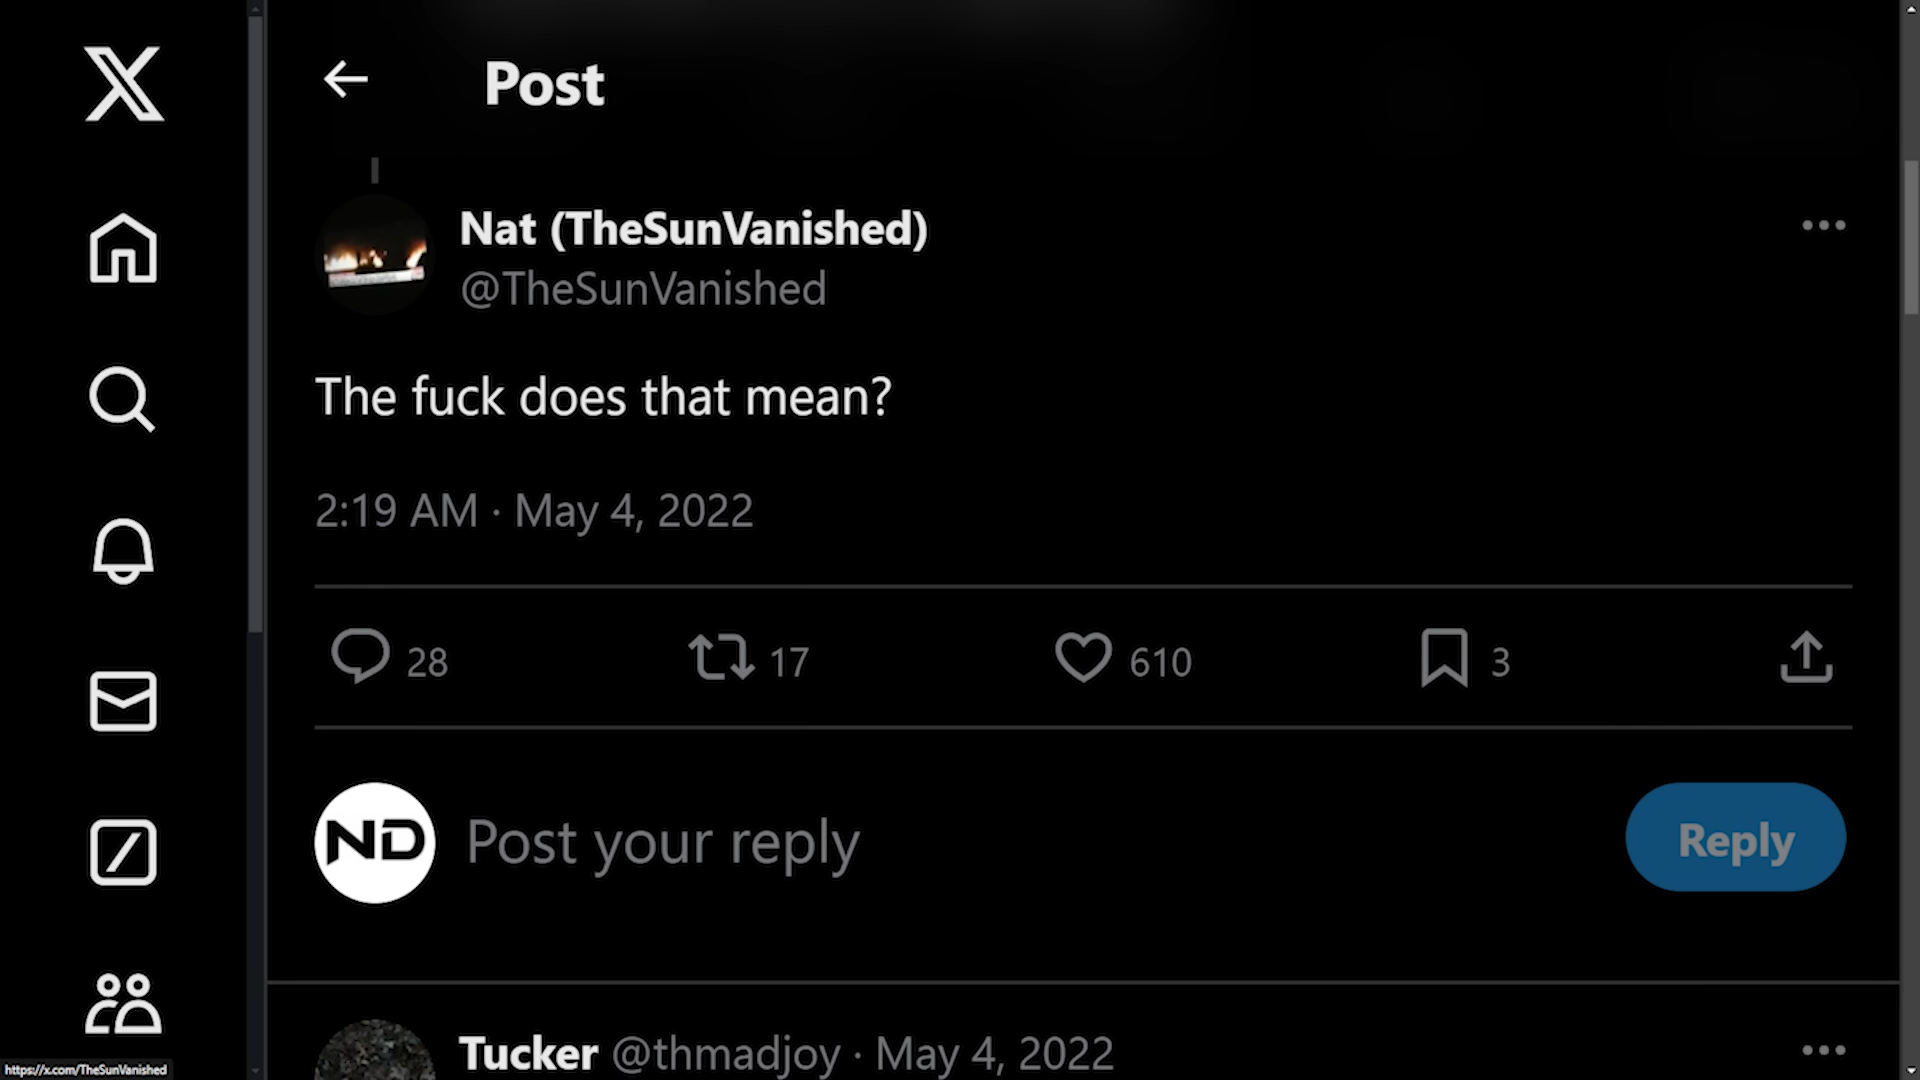 Post
Nat (TheSunVanished)
@TheSunVanished
The fuck does that mean?
2:19 AM · May 4, 2022
28 17 610 3
ND Post your reply Reply
Tucker @thmadjoy · May 4, 2022
https://x.com/TheSunVanished